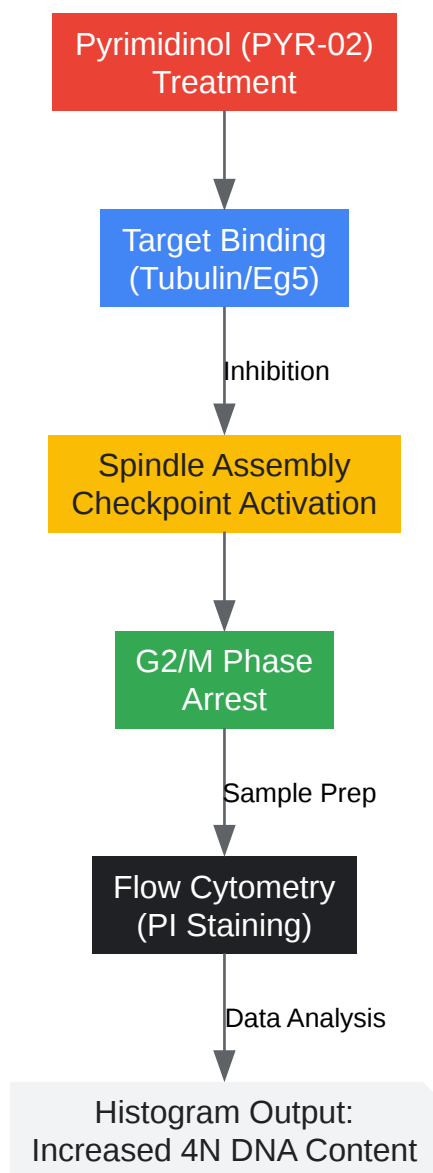 Pyrimidinol (PYR-02)
Treatment
Target Binding
(Tubulin/Eg5)
Inhibition
Spindle Assembly
Checkpoint Activation
G2/M Phase
Arrest
Sample Prep
Flow Cytometry
(PI Staining)
Data Analysis
Histogram Output:
Increased 4N DNA Content